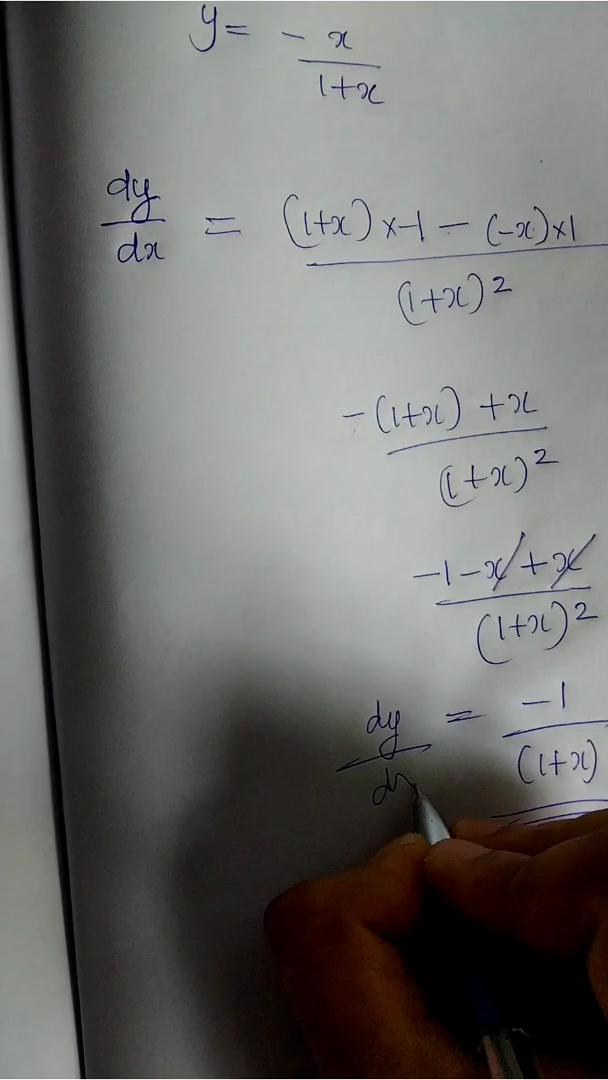 y = - x
1+x
dy/dx = (1+x)×-1 - (-x)×1
(1+x)²
-(1+x) +x
(1+x)²
-1-x+x
(1+x)²
dy/dx = -1
(1+x)